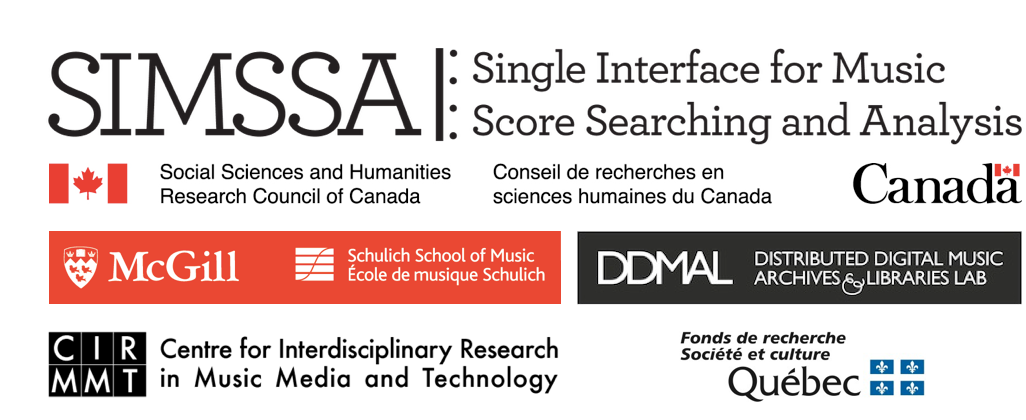 SIMSSA
Single Interface for Music
Score Searching and Analysis
Social Sciences and Humanities
Research Council of Canada
Conseil de recherches en
sciences humaines du Canada
Canada
McGill
Schulich School of Music
École de musique Schulich
DDMAL
DISTRIBUTED DIGITAL MUSIC
ARCHIVES & LIBRARIES LAB
CIR
MMT
Centre for Interdisciplinary Research
in Music Media and Technology
Fonds de recherche
Société et culture
Québec